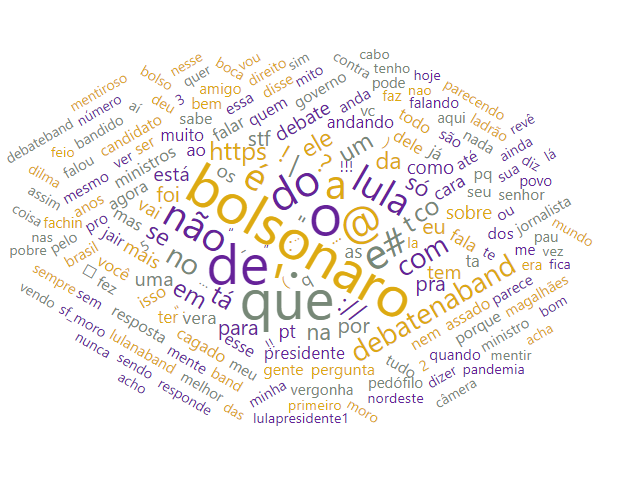 cabo
nesse vou sim contra tenho
mentiroso bolso quer boca direito mito pode hoje
número deu 3 amigo disse governo faz nao parecendo
debateband bandido aí sabe bem essa quem anda vc falando
feio candidato muito falar stf debate andando todo aqui são ladrão revê
dilma falou ministros ao https ! / ele ? um ) dele já nada ainda
assim mesmo ver ser está os é !!! da como até sua diz lá
coisa anos agora foi bolsonaro do a lula só cara pq seu senhor povo
fachin pro mas vai não o @ t co sobre ou jornalista mundo
nas pelo jair mais se " e # eu dos pau
pobre brasil você ? no de ' : as com fala te me vez
sempre □ fez uma em ... que ( q la tem ta era fica
vendo sem isso tá :// pra debatenaband parece magalhães
sf_moro resposta ter vera para pt na por nem assado porque bom
nunca lulanaband cagado esse !! presidente quando ministro acha
sendo mente band meu gente pergunta tudo 2 mentir
acho responde melhor minha vergonha pedófilo dizer pandemia
das primeiro moro nordeste câmera
lulapresidente1